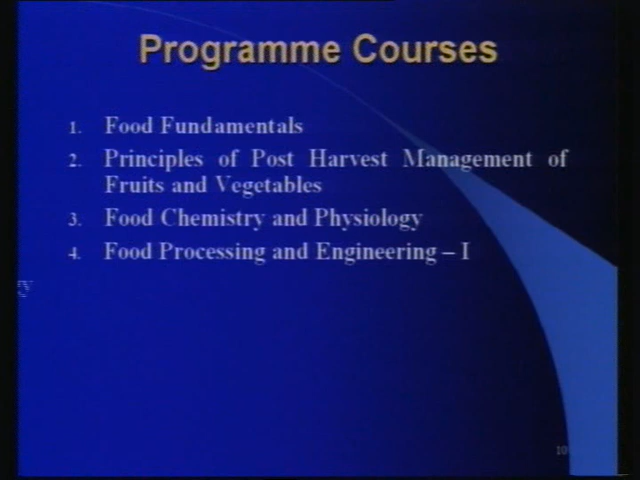 Programme Courses
1. Food Fundamentals
2. Principles of Post Harvest Management of
Fruits and Vegetables
3. Food Chemistry and Physiology
4. Food Processing and Engineering – I
y
10